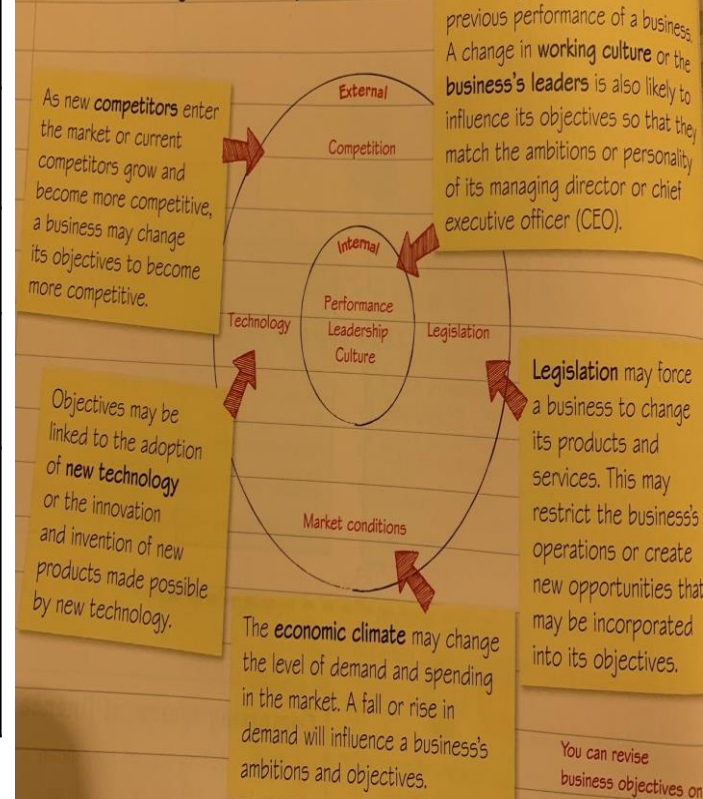 previous performance of a business.
A change in working culture or the
business's leaders is also likely to
influence its objectives so that they
match the ambitions or personality
of its managing director or chief
executive officer (CEO).
As new competitors enter
the market or current
competitors grow and
become more competitive,
a business may change
its objectives to become
more competitive.
External
Competition
Internal
Performance
Leadership
Culture
Technology
Legislation
Market conditions
Objectives may be
linked to the adoption
of new technology
or the innovation
and invention of new
products made possible
by new technology.
Legislation may force
a business to change
its products and
services. This may
restrict the business's
operations or create
new opportunities that
may be incorporated
into its objectives.
The economic climate may change
the level of demand and spending
in the market. A fall or rise in
demand will influence a business's
ambitions and objectives.
You can revise
business objectives on